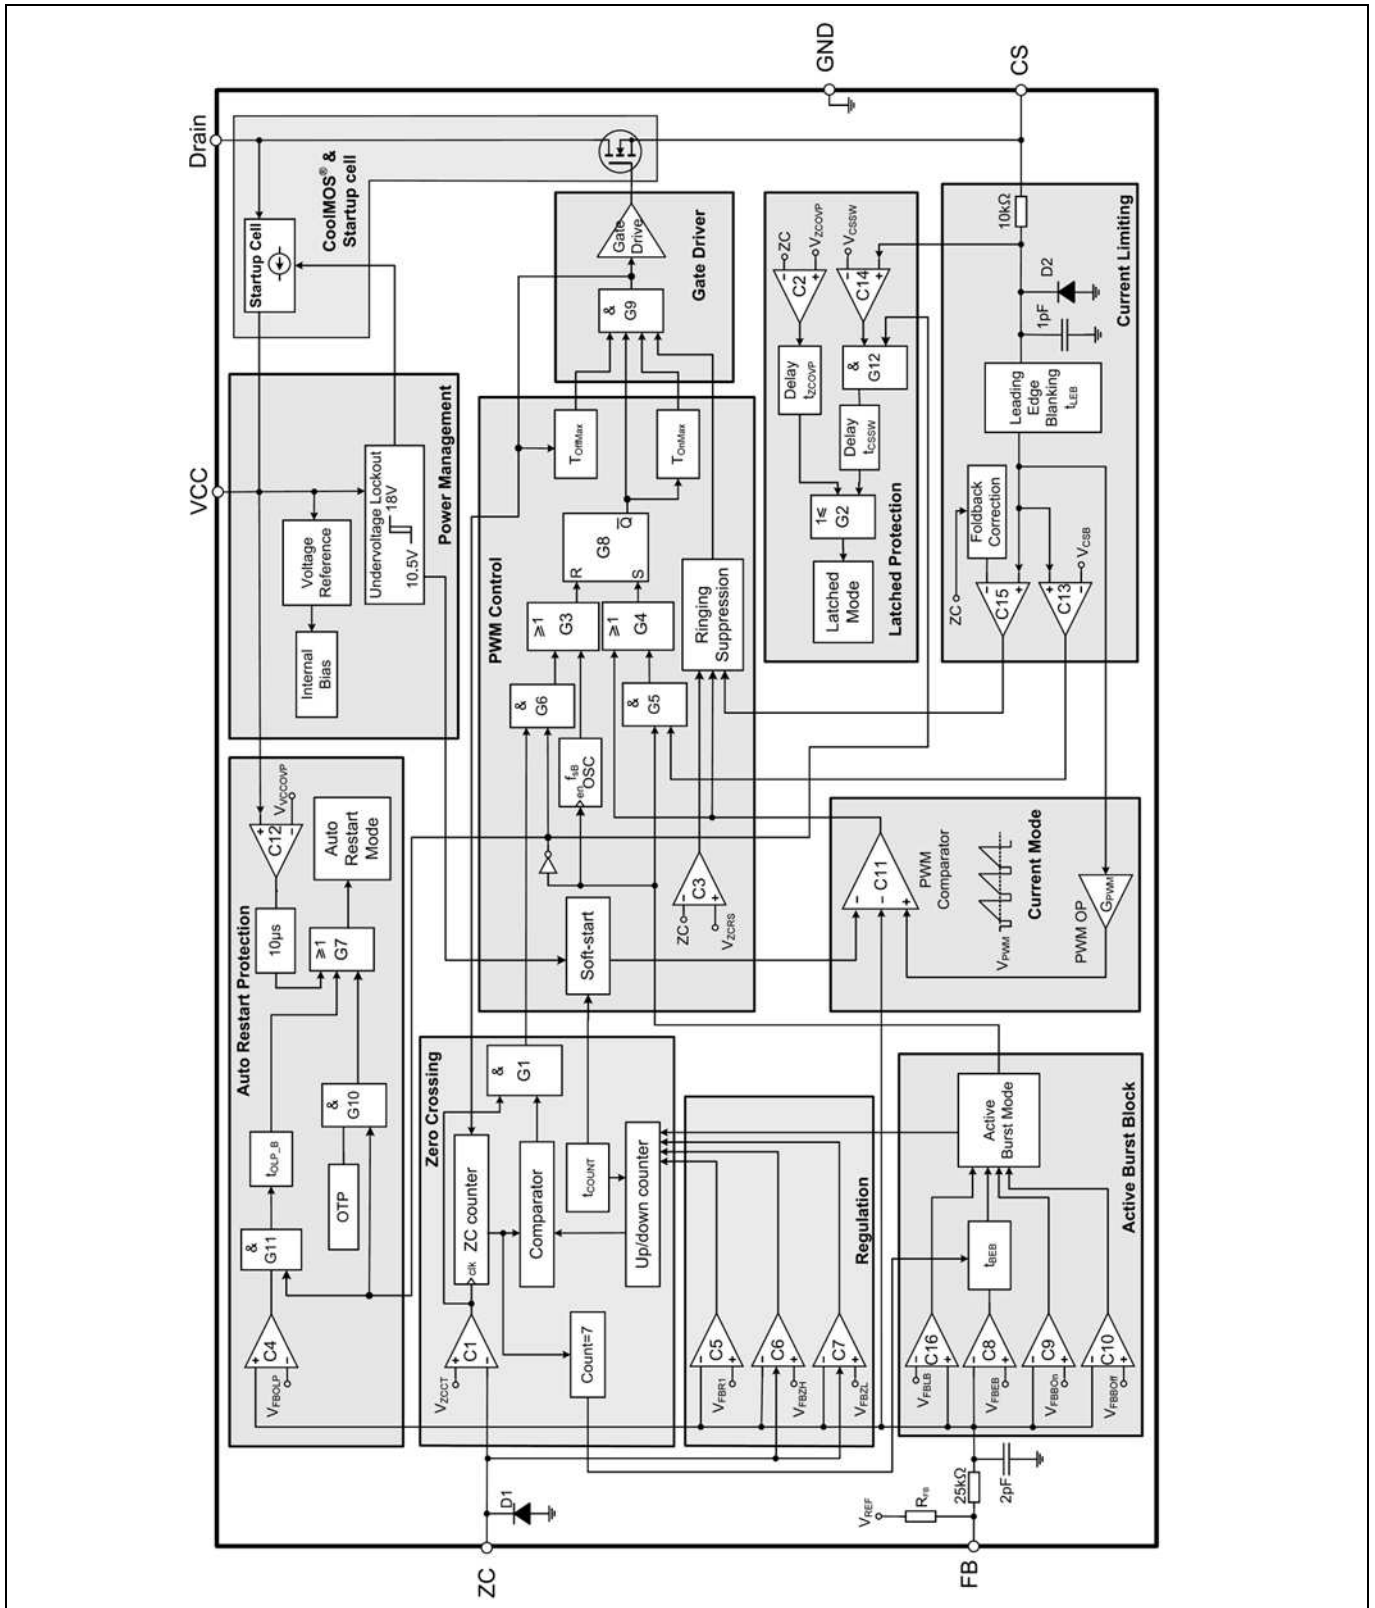 Drain
VCC
ZC
FB
GND
CS
CoolMOS® &
Startup cell
Startup Cell
Power Management
Voltage
Reference
Internal
Bias
Undervoltage Lockout
18V
10.5V
Auto Restart Protection
C12
+
−
VVCCOVP
10µs
Auto
Restart
Mode
≥1
G7
tOLP_B
&
G10
OTP
&
G11
C4
+
−
VFBOLP
Gate Driver
Gate
Drive
&
G9
PWM Control
TOffMax
TOnMax
G8
R
S
Q
≥1
G3
≥1
G4
&
G6
&
G5
en
fsB
OSC
Ringing
Suppression
C3
−
+
ZC
VZCRS
Soft-start
Zero Crossing
&
G1
ZC counter
clk
Comparator
tCOUNT
Up/down counter
Count=7
C1
+
−
VZCCT
D1
Latched Protection
C2
−
+
ZC
VZCOVP
C14
−
+
VCSSW
Delay
tZCOVP
&
G12
Delay
tCSSW
1≤
G2
Latched
Mode
Current Limiting
10kΩ
D2
1pF
Leading
Edge
Blanking
tLEB
Foldback
Correction
ZC
C15
−
+
C13
+
−
VCSB
Current Mode
C11
−
−
+
PWM
Comparator
VPWM
PWM OP
GPWM
Regulation
C5
−
+
VFBR1
C6
−
+
VFBZH
C7
−
+
VFBZL
Active Burst Block
Active
Burst Mode
tBEB
C16
−
+
VFBLB
C8
−
+
VFBEB
C9
−
+
VFBBOn
C10
−
+
VFBBOff
VREF
RFB
25kΩ
2pF